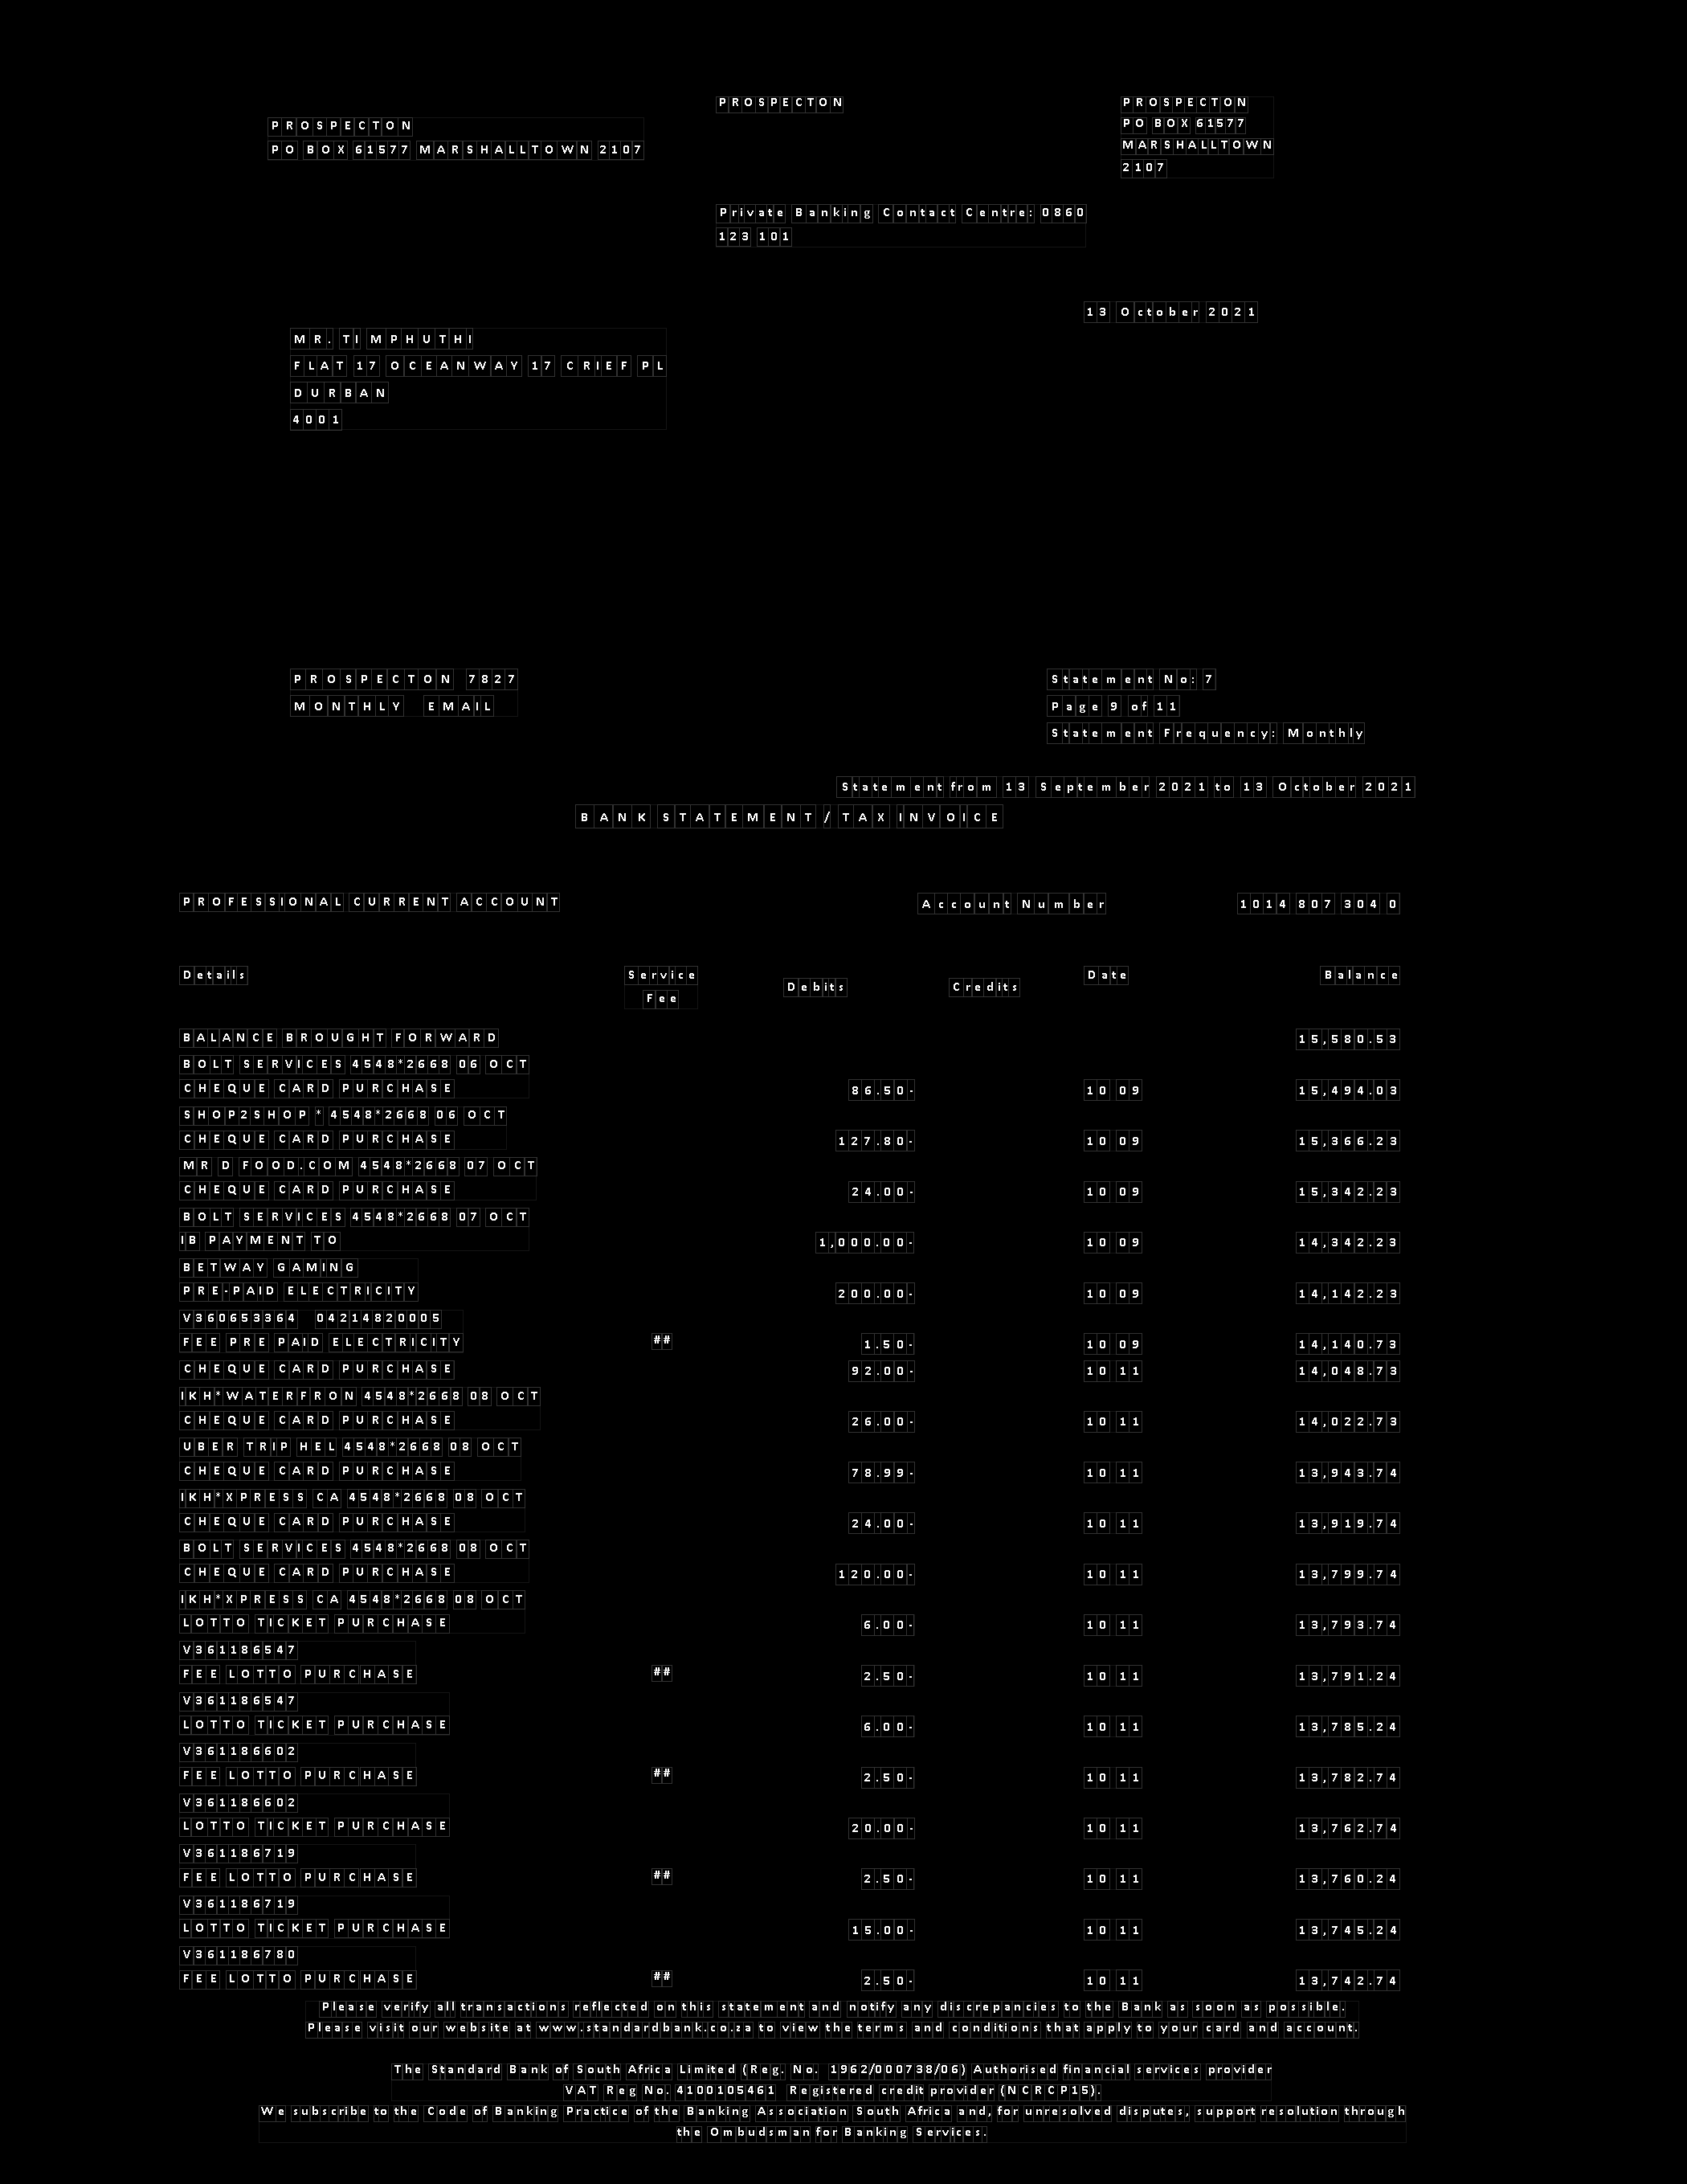 PROSPECTON
PROSPECTON
PO BOX 61577 MARSHALLTOWN 2107
PROSPECTON
PO BOX 61577
MARSHALLTOWN
2107
Private Banking Contact Centre: 0860
123 101
13 October 2021
MR. TI MPHUTHI
FLAT 17 OCEANWAY 17 CRIEF PL
DURBAN
4001
PROSPECTON 7827
MONTHLY EMAIL
Statement No: 7
Page 9 of 11
Statement Frequency: Monthly
Statement from 13 September 2021 to 13 October 2021
BANK STATEMENT / TAX INVOICE
PROFESSIONAL CURRENT ACCOUNT Account Number 1014 807 3040 0
Details Service Fee Debits Credits Date Balance
BALANCE BROUGHT FORWARD 15,580.53
BOLT SERVICES 4548*2668 06 OCT
CHEQUE CARD PURCHASE 86.50- 10 09 15,494.03
SHOP2SHOP * 4548*2668 06 OCT
CHEQUE CARD PURCHASE 127.80- 10 09 15,366.23
MR D FOOD.COM 4548*2668 07 OCT
CHEQUE CARD PURCHASE 24.00- 10 09 15,342.23
BOLT SERVICES 4548*2668 07 OCT
IB PAYMENT TO 1,000.00- 10 09 14,342.23
BETWAY GAMING
PRE-PAID ELECTRICITY 200.00- 10 09 14,142.23
V360653364 04214820005
FEE PRE PAID ELECTRICITY ## 1.50- 10 09 14,140.73
CHEQUE CARD PURCHASE 92.00- 10 11 14,048.73
IKH*WATERFRON 4548*2668 08 OCT
CHEQUE CARD PURCHASE 26.00- 10 11 14,022.73
UBER TRIP HEL 4548*2668 08 OCT
CHEQUE CARD PURCHASE 78.99- 10 11 13,943.74
IKH*XPRESS CA 4548*2668 08 OCT
CHEQUE CARD PURCHASE 24.00- 10 11 13,919.74
BOLT SERVICES 4548*2668 08 OCT
CHEQUE CARD PURCHASE 120.00- 10 11 13,799.74
IKH*XPRESS CA 4548*2668 08 OCT
LOTTO TICKET PURCHASE 6.00- 10 11 13,793.74
V361186547
FEE LOTTO PURCHASE ## 2.50- 10 11 13,791.24
V361186547
LOTTO TICKET PURCHASE 6.00- 10 11 13,785.24
V361186602
FEE LOTTO PURCHASE ## 2.50- 10 11 13,782.74
V361186602
LOTTO TICKET PURCHASE 20.00- 10 11 13,762.74
V361186719
FEE LOTTO PURCHASE ## 2.50- 10 11 13,760.24
V361186719
LOTTO TICKET PURCHASE 15.00- 10 11 13,745.24
V361186780
FEE LOTTO PURCHASE ## 2.50- 10 11 13,742.74
Please verify all transactions reflected on this statement and notify any discrepancies to the Bank as soon as possible.
Please visit our website at www.standardbank.co.za to view the terms and conditions that apply to your card and account.
The Standard Bank of South Africa Limited (Reg. No. 1962/000738/06) Authorised financial services provider
VAT Reg No. 4100105461 Registered credit provider (NCRCP15).
We subscribe to the Code of Banking Practice of the Banking Association South Africa and, for unresolved disputes, support resolution through
the Ombudsman for Banking Services.